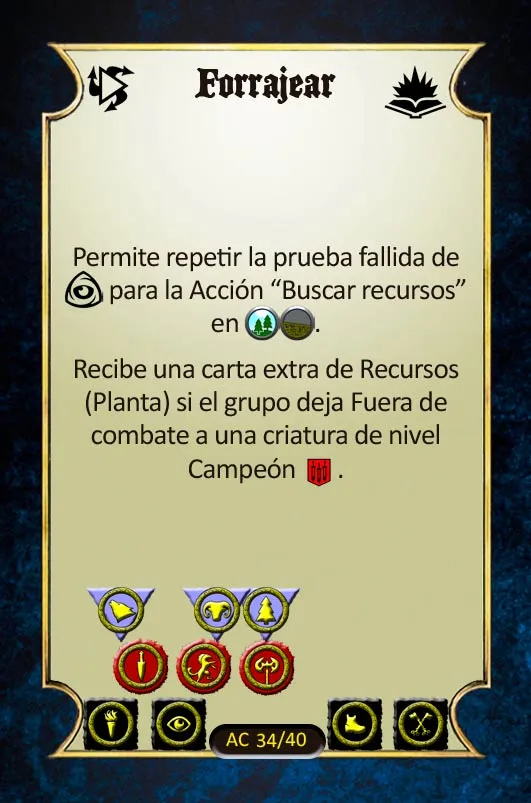 Forrajear
Permite repetir la prueba fallida de
para la Acción “Buscar recursos”
en .
Recibe una carta extra de Recursos
(Planta) si el grupo deja Fuera de
combate a una criatura de nivel
Campeón .
AC 34/40